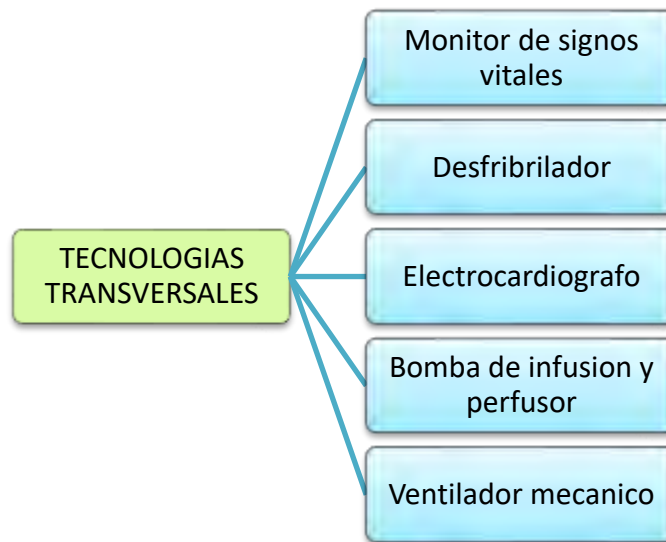 Monitor de signos
vitales
Desfribrilador
TECNOLOGIAS
TRANSVERSALES
Electrocardiografo
Bomba de infusion y
perfusor
Ventilador mecanico